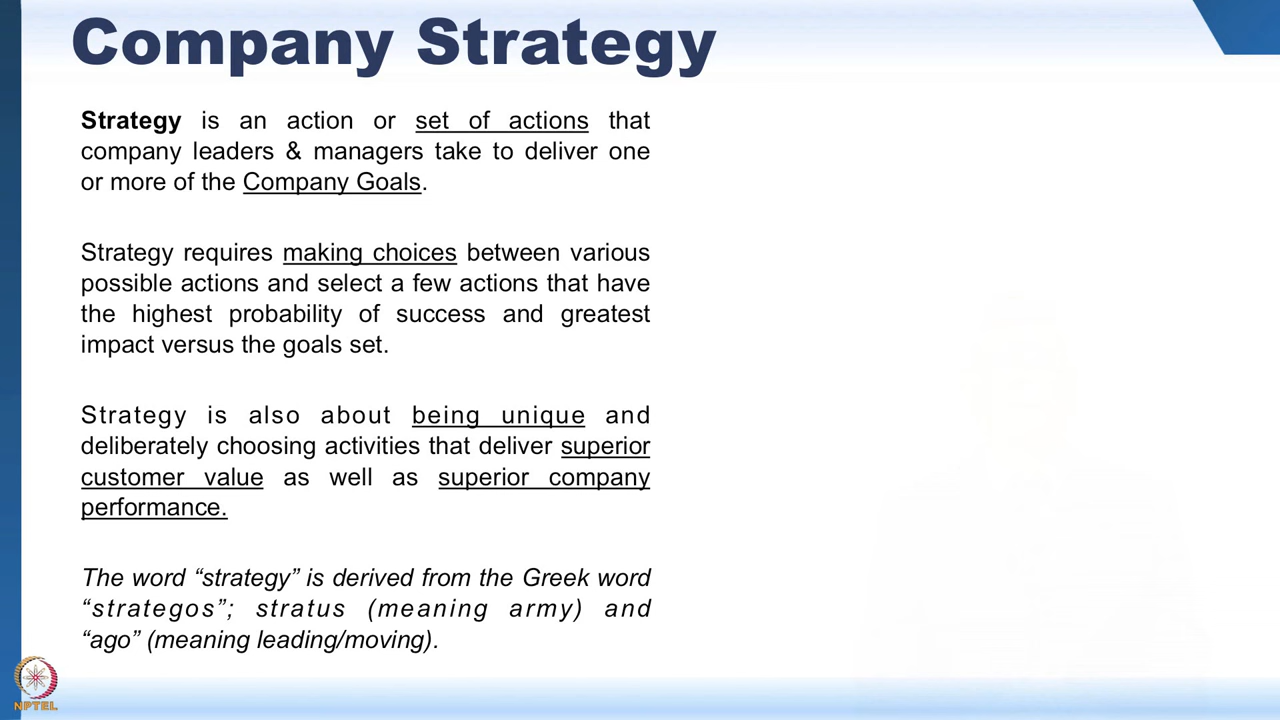 Company Strategy
Strategy is an action or set of actions that
company leaders & managers take to deliver one
or more of the Company Goals.
Strategy requires making choices between various
possible actions and select a few actions that have
the highest probability of success and greatest
impact versus the goals set.
Strategy is also about being unique and
deliberately choosing activities that deliver superior
customer value as well as superior company
performance.
The word “strategy” is derived from the Greek word
“strategos”; stratus (meaning army) and
“ago” (meaning leading/moving).
NPTEL